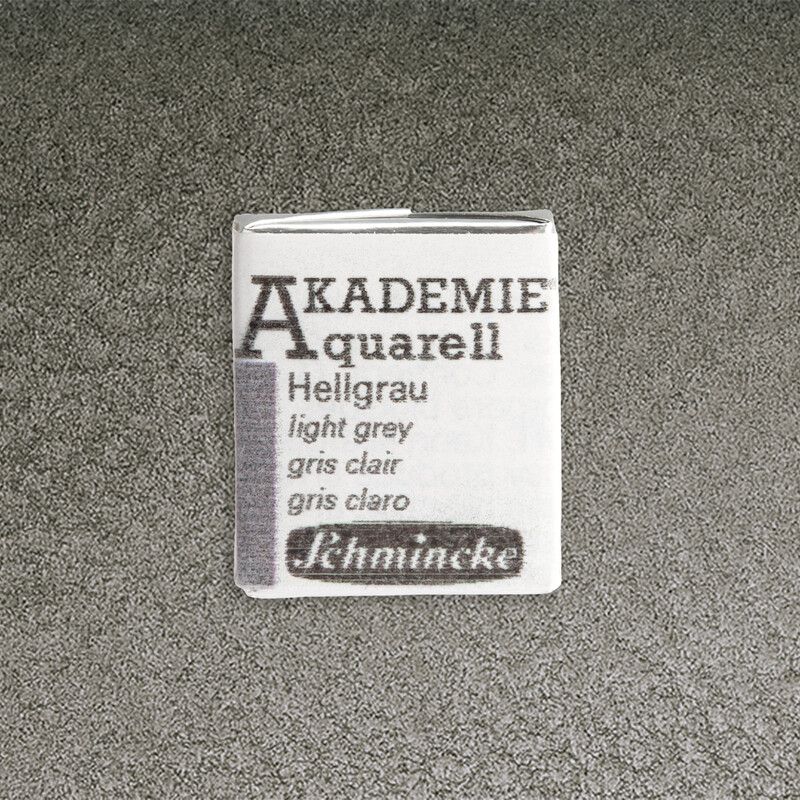 AKADEMIE
Aquarell
Hellgrau
light grey
gris clair
gris claro
Schmincke